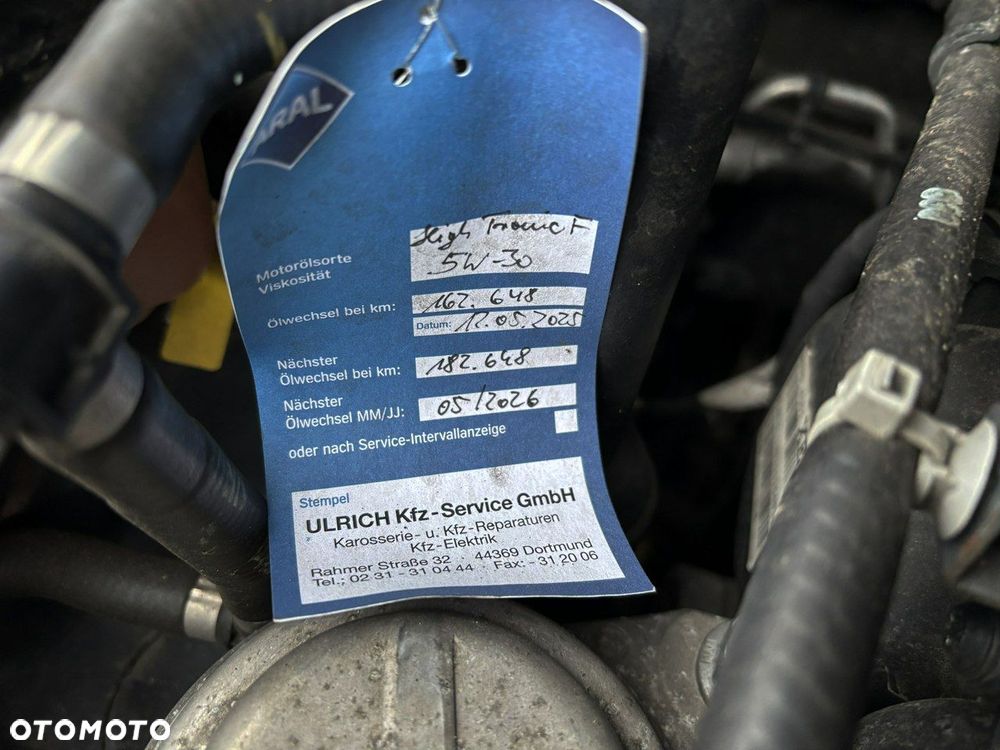 ARAL
Motorölsorte
Viskosität
High Tronic F
5W-30
Ölwechsel bei km:
162.648
Datum: 12.05.2025
Nächster
Ölwechsel bei km:
182.648
Nächster
Ölwechsel MM/JJ:
05/2026
oder nach Service-Intervallanzeige
Stempel
ULRICH Kfz-Service GmbH
Karosserie- u. Kfz-Reparaturen
Kfz-Elektrik
Rahmer Straße 32 · 44369 Dortmund
Tel.: 02 31 - 31 04 44 · Fax: - 31 20 06
OTOMOTO